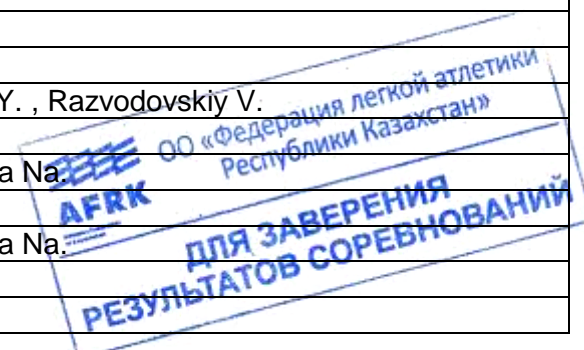 Y. , Razvodovskiy V.
ОО «Федерация легкой атлетики
Республики Казахстан»
a Na.
AFRK
ДЛЯ ЗАВЕРЕНИЯ
a Na.
РЕЗУЛЬТАТОВ СОРЕВНОВАНИЙ